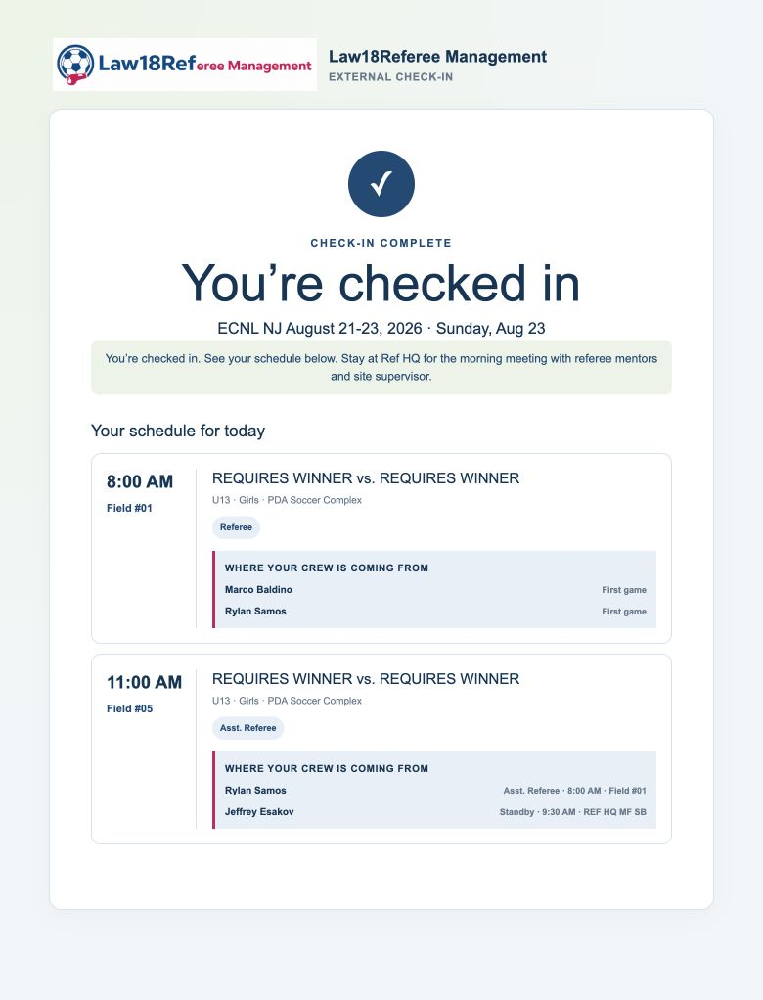 Law18Referee Management
Law18Referee Management
EXTERNAL CHECK-IN
CHECK-IN COMPLETE
You’re checked in
ECNL NJ August 21-23, 2026 · Sunday, Aug 23
You’re checked in. See your schedule below. Stay at Ref HQ for the morning meeting with referee mentors
and site supervisor.
Your schedule for today
8:00 AM
Field #01
REQUIRES WINNER vs. REQUIRES WINNER
U13 · Girls · PDA Soccer Complex
Referee
WHERE YOUR CREW IS COMING FROM
Marco Baldino First game
Rylan Samos First game
11:00 AM
Field #05
REQUIRES WINNER vs. REQUIRES WINNER
U13 · Girls · PDA Soccer Complex
Asst. Referee
WHERE YOUR CREW IS COMING FROM
Rylan Samos Asst. Referee · 8:00 AM · Field #01
Jeffrey Esakov Standby · 9:30 AM · REF HQ MF SB